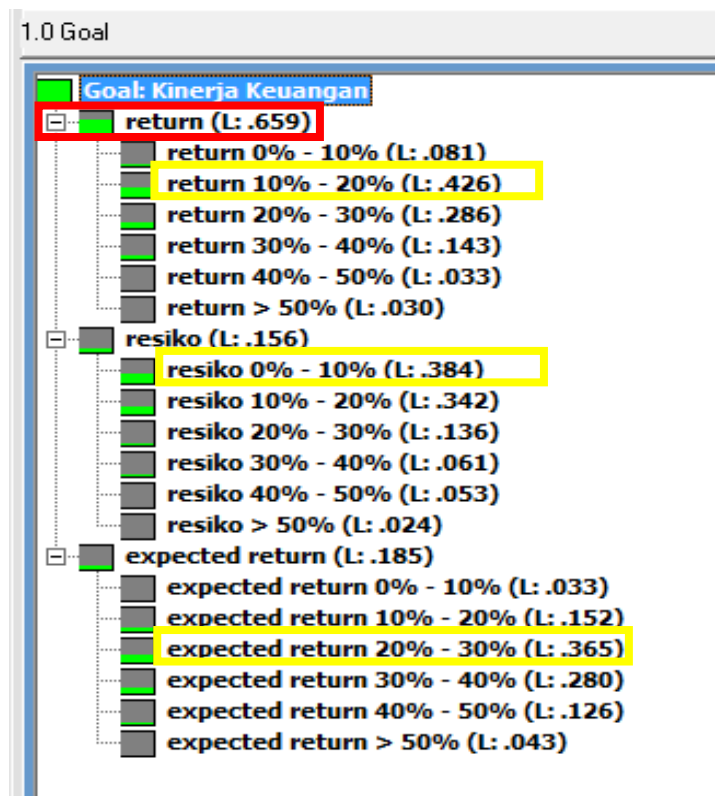 1.0 Goal
Goal: Kinerja Keuangan
return (L: .659)
return 0% - 10% (L: .081)
return 10% - 20% (L: .426)
return 20% - 30% (L: .286)
return 30% - 40% (L: .143)
return 40% - 50% (L: .033)
return > 50% (L: .030)
resiko (L: .156)
resiko 0% - 10% (L: .384)
resiko 10% - 20% (L: .342)
resiko 20% - 30% (L: .136)
resiko 30% - 40% (L: .061)
resiko 40% - 50% (L: .053)
resiko > 50% (L: .024)
expected return (L: .185)
expected return 0% - 10% (L: .033)
expected return 10% - 20% (L: .152)
expected return 20% - 30% (L: .365)
expected return 30% - 40% (L: .280)
expected return 40% - 50% (L: .126)
expected return > 50% (L: .043)